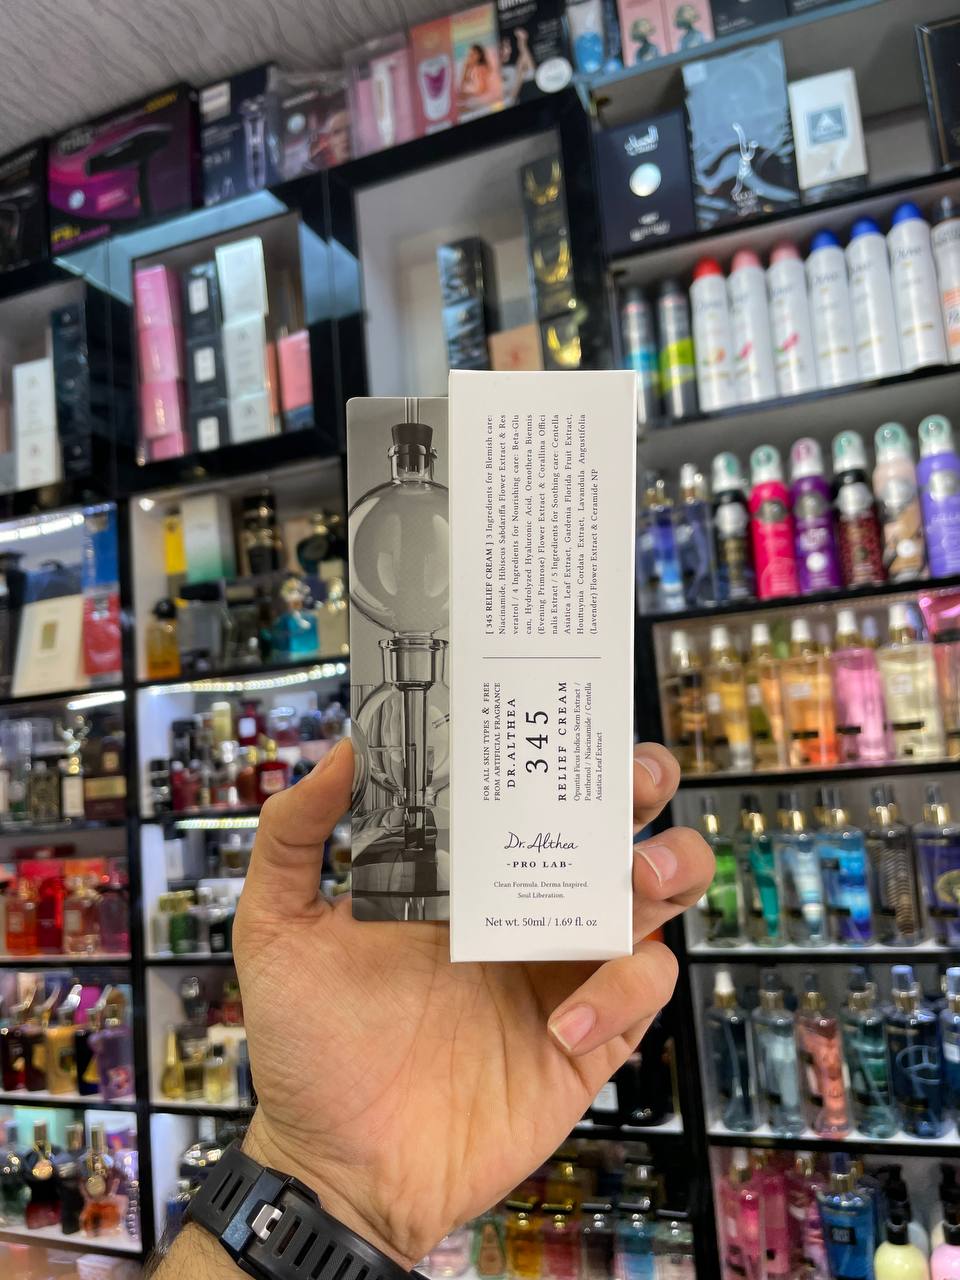 [ 345 RELIEF CREAM ] 3 Ingredients for Blemish care:
Niacinamide, Hibiscus Sabdariffa Flower Extract & Res
veratrol / 4 Ingredients for Nourishing care: Beta-Glu
can, Hydrolyzed Hyaluronic Acid, Oenothera Biennis
(Evening Primrose) Flower Extract & Corallina Offici
nalis Extract / 5 Ingredients for Soothing care: Centella
Asiatica Leaf Extract, Gardenia Florida Fruit Extract,
Houttuynia Cordata Extract, Lavandula Angustifolia
(Lavender) Flower Extract & Ceramide NP
FOR ALL SKIN TYPES & FREE
FROM ARTIFICIAL FRAGRANCE
DR.ALTHEA
345
RELIEF CREAM
Opuntia Ficus Indica Stem Extract /
Panthenol / Niacinamide / Centella
Asiatica Leaf Extract
Dr. Althea
-PRO LAB-
Clean Formula. Derma Inspired.
Soul Liberation.
Net wt. 50ml / 1.69 fl. oz
Dove